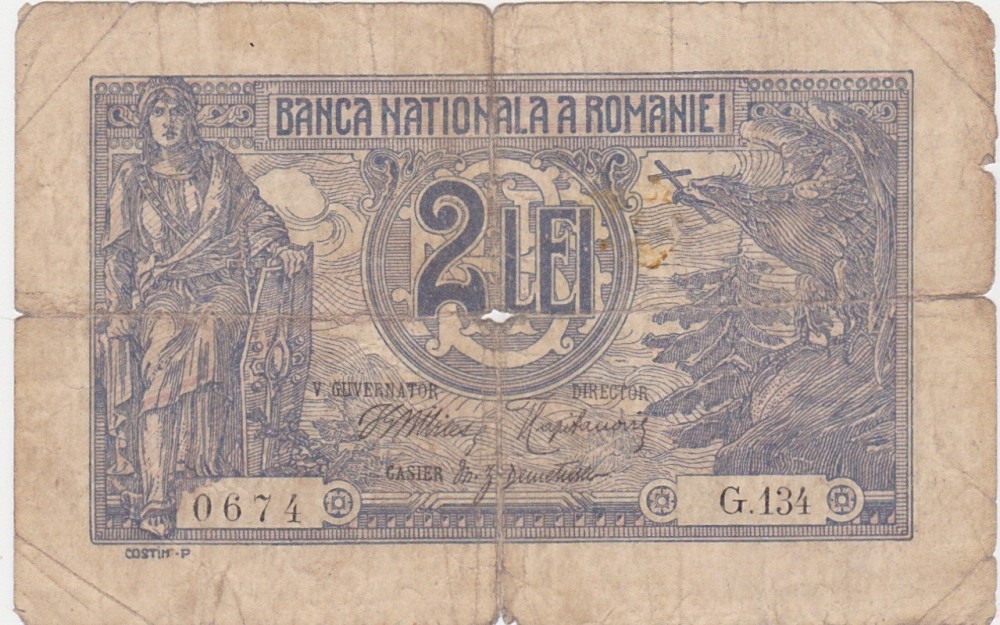 BANCA NATIONALA A ROMANIEI
2 LEI
V. GUVERNATOR
DIRECTOR
CASIER
0674
G.134
COSTIN-P